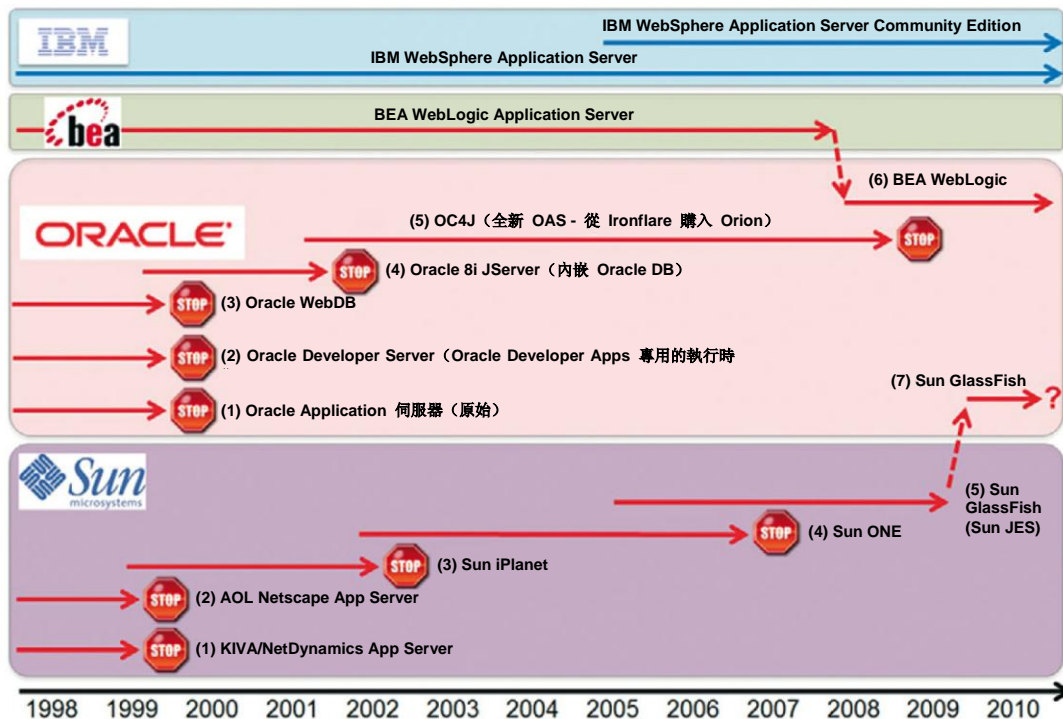 IBM WebSphere Application Server Community Edition
IBM
IBM WebSphere Application Server
bea
BEA WebLogic Application Server
(6) BEA WebLogic
ORACLE
(5) OC4J（全新 OAS - 從 Ironflare 購入 Orion）
STOP
STOP
(4) Oracle 8i JServer（內嵌 Oracle DB）
STOP
(3) Oracle WebDB
STOP
(2) Oracle Developer Server（Oracle Developer Apps 專用的執行時
(7) Sun GlassFish
?
STOP
(1) Oracle Application 伺服器（原始）
Sun
microsystems
(5) Sun
GlassFish
(Sun JES)
STOP
(4) Sun ONE
STOP
(3) Sun iPlanet
STOP
(2) AOL Netscape App Server
STOP
(1) KIVA/NetDynamics App Server
1998 1999 2000 2001 2002 2003 2004 2005 2006 2007 2008 2009 2010